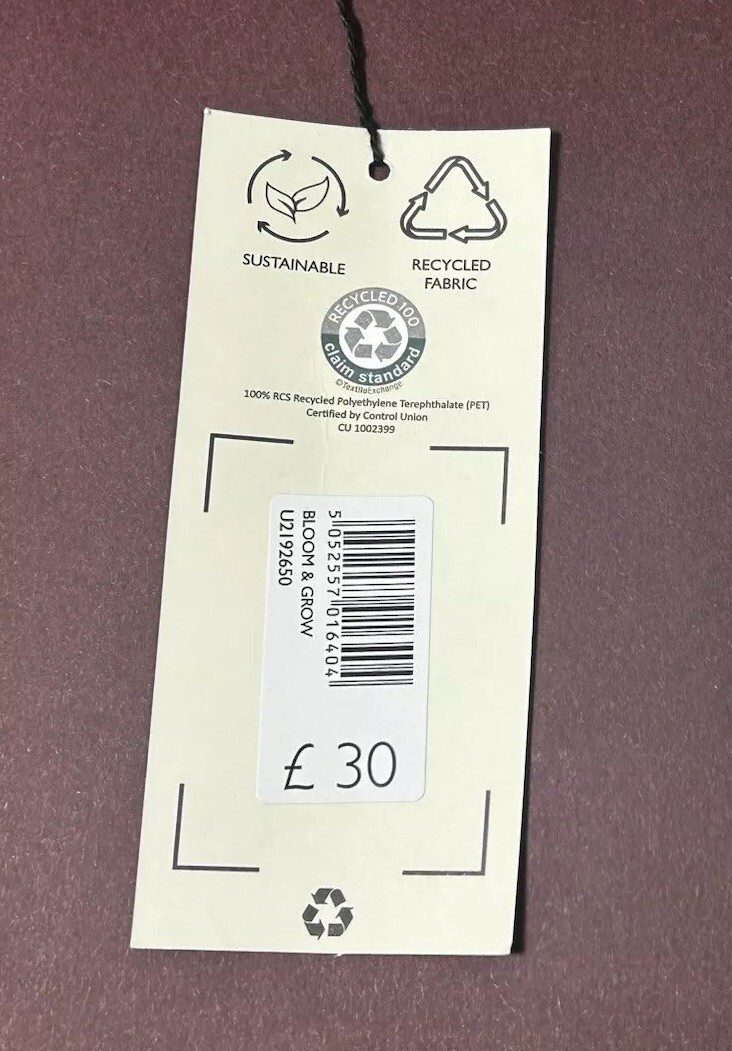 SUSTAINABLE
RECYCLED
FABRIC
RECYCLED 100
claim standard
©TextileExchange
100% RCS Recycled Polyethylene Terephthalate (PET)
Certified by Control Union
CU 1002399
5 052557 016404
BLOOM & GROW
U2192650
£ 30